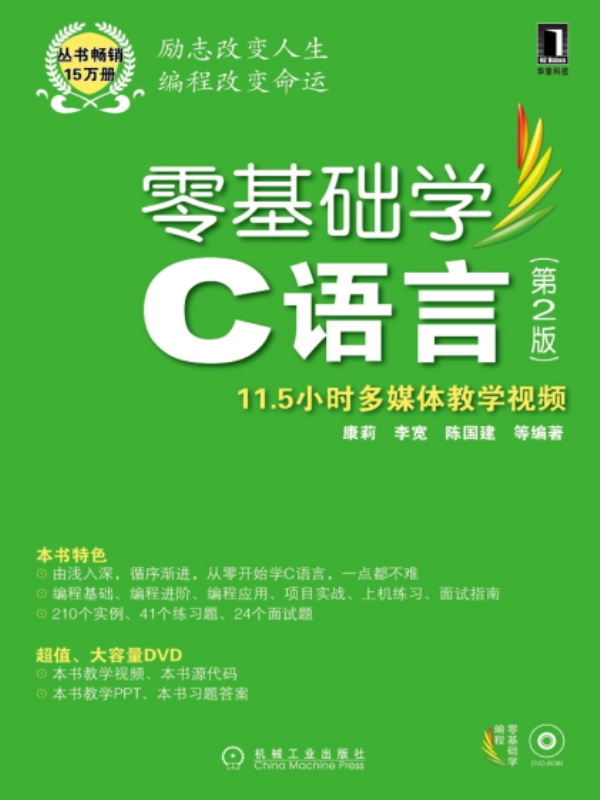 丛书畅销
15万册
励志改变人生
编程改变命运
HZ Books
华章科技
零基础学
C语言
(第2版)
11.5小时多媒体教学视频
康莉 李宽 陈国建 等编著
本书特色
由浅入深，循序渐进，从零开始学C语言，一点都不难
编程基础、编程进阶、编程应用、项目实战、上机练习、面试指南
210个实例、41个练习题、24个面试题
超值、大容量DVD
本书教学视频、本书源代码
本书教学PPT、本书习题答案
机械工业出版社
China Machine Press
零基础学
编程
DVD-ROM